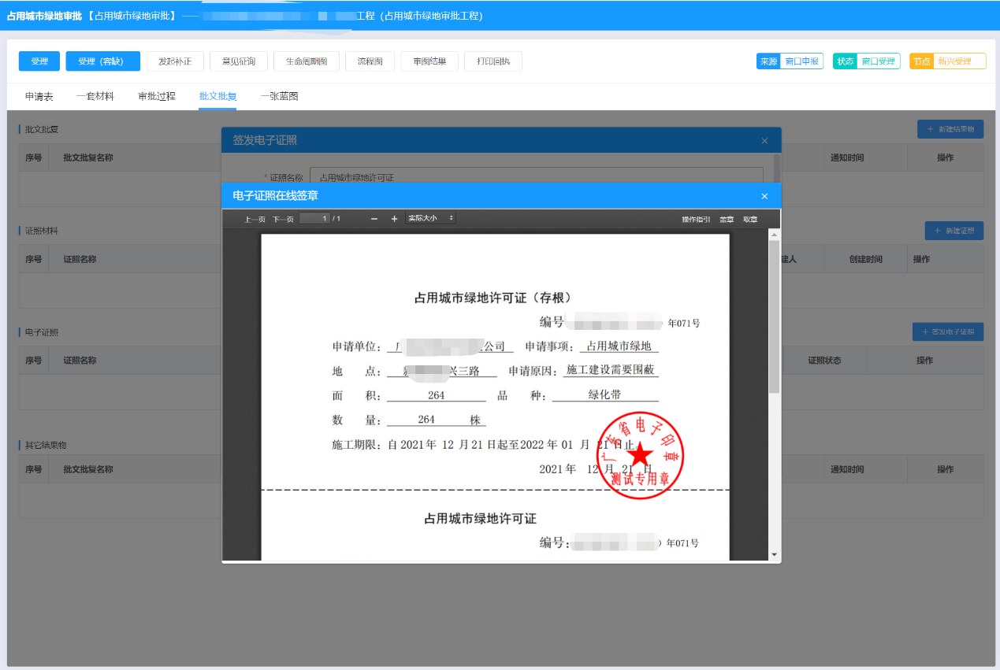 占用城市绿地审批 【占用城市绿地审批】 —— 工程（占用城市绿地审批工程）
受理 受理（容缺） 发起补正 意见征询 生命周期图 流程图 审图结果 打印回执 来源 窗口申报 状态 窗口受理 节点 新兴受理
申请表 一套材料 审批过程 批文批复 一张蓝图
批文批复 ＋ 新建结果物
序号 批文批复名称 通知时间 操作
签发电子证照 ×
* 证照名称 占用城市绿地许可证
电子证照在线签章 ×
上一页 下一页 1 / 1 － ＋ 实际大小 操作指引 盖章 取章
证照材料 ＋ 新建证照
序号 证照名称 建人 创建时间 操作
占用城市绿地许可证（存根）
编号 ）年071号
电子证照 ＋ 签发电子证照
序号 证照名称 证照状态 操作
申请单位： 公司 申请事项： 占用城市绿地
地 点： 兴三路 申请原因： 施工建设需要围蔽
面 积： 264 品 种： 绿化带
数 量： 264 株
施工期限：自2021年 12 月21日起至2022年 01 月 21 日止。
2021年 12 月 21 日
广东省电子印章
测试专用章
其它结果物
序号 批文批复名称 通知时间 操作
占用城市绿地许可证
编号： ）年071号